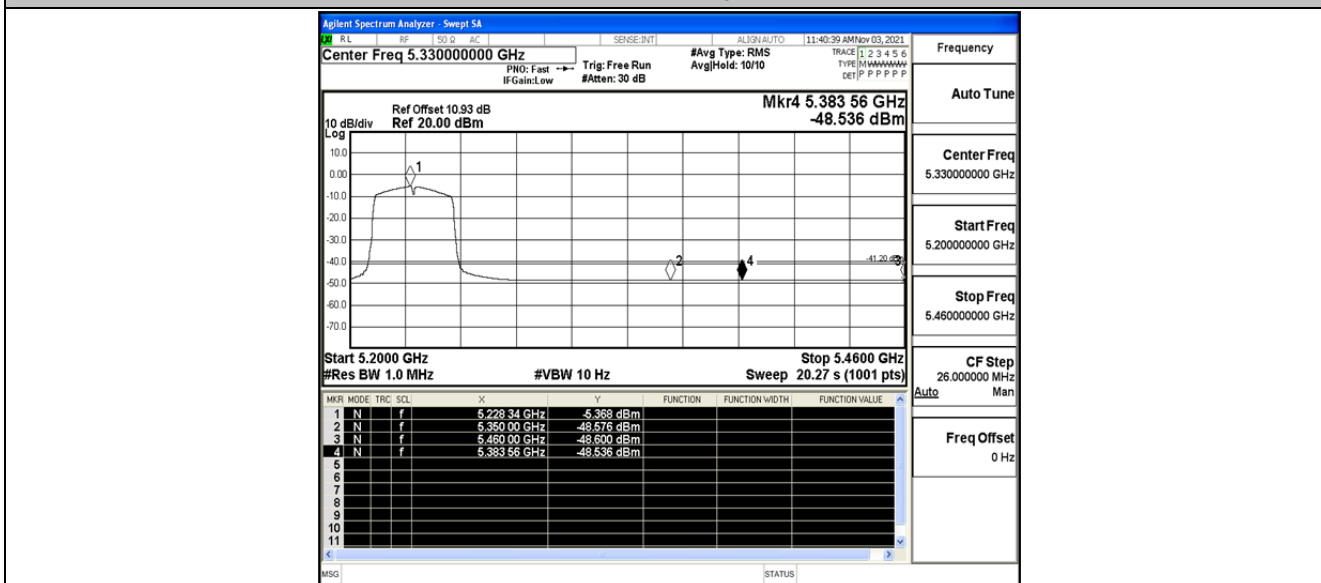 Agilent Spectrum Analyzer - Swept SA
LXI RL RF 50 Ω AC SENSE:INT ALIGNAUTO 11:40:39 AM Nov 03, 2021
Center Freq 5.330000000 GHz
PNO: Fast
IFGain:Low
Trig: Free Run
#Atten: 30 dB
#Avg Type: RMS
Avg|Hold: 10/10
TRACE 1 2 3 4 5 6
TYPE M WWWWW
DET P P P P P P
Frequency
Auto Tune
Center Freq
5.330000000 GHz
Start Freq
5.200000000 GHz
Stop Freq
5.460000000 GHz
CF Step
26.000000 MHz
Auto Man
Freq Offset
0 Hz
Mkr4 5.383 56 GHz
-48.536 dBm
Ref Offset 10.93 dB
10 dB/div Ref 20.00 dBm
Log
10.0
0.00
-10.0
-20.0
-30.0
-40.0
-50.0
-60.0
-70.0
1
2
4
3
-41.20 dBm
Start 5.2000 GHz Stop 5.4600 GHz
#Res BW 1.0 MHz #VBW 10 Hz Sweep 20.27 s (1001 pts)
MKR MODE TRC SCL X Y FUNCTION FUNCTION WIDTH FUNCTION VALUE
1 N f 5.228 34 GHz -5.368 dBm
2 N f 5.350 00 GHz -48.576 dBm
3 N f 5.460 00 GHz -48.600 dBm
4 N f 5.383 56 GHz -48.536 dBm
5
6
7
8
9
10
11
MSG STATUS